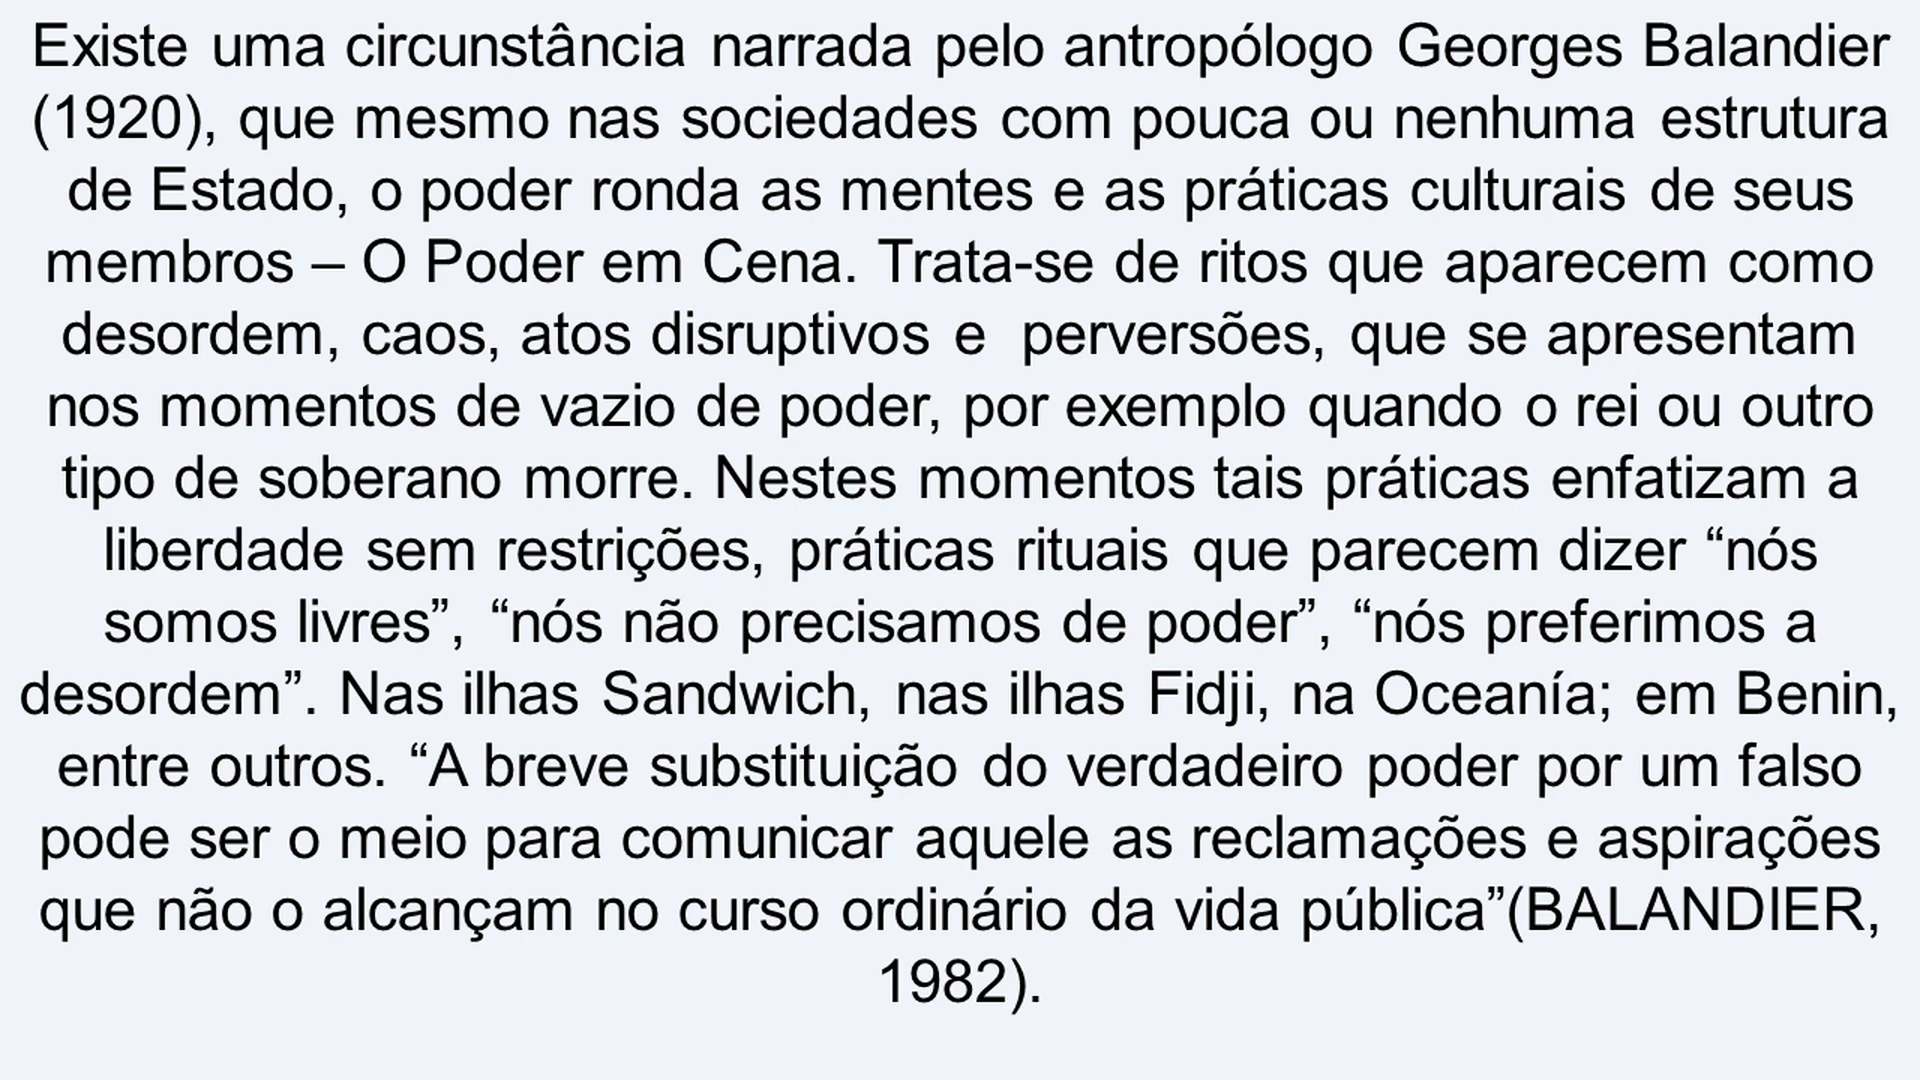 Existe uma circunstância narrada pelo antropólogo Georges Balandier
(1920), que mesmo nas sociedades com pouca ou nenhuma estrutura
de Estado, o poder ronda as mentes e as práticas culturais de seus
membros – O Poder em Cena. Trata-se de ritos que aparecem como
desordem, caos, atos disruptivos e  perversões, que se apresentam
nos momentos de vazio de poder, por exemplo quando o rei ou outro
tipo de soberano morre. Nestes momentos tais práticas enfatizam a
liberdade sem restrições, práticas rituais que parecem dizer “nós
somos livres”, “nós não precisamos de poder”, “nós preferimos a
desordem”. Nas ilhas Sandwich, nas ilhas Fidji, na Oceanía; em Benin,
entre outros. “A breve substituição do verdadeiro poder por um falso
pode ser o meio para comunicar aquele as reclamações e aspirações
que não o alcançam no curso ordinário da vida pública”(BALANDIER,
1982).